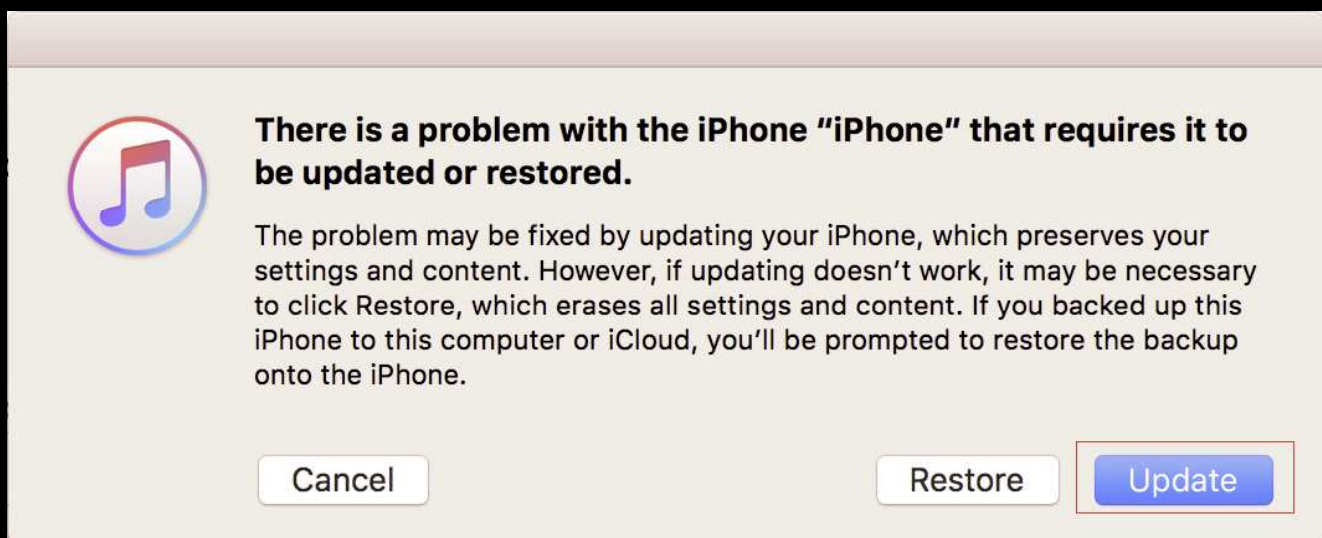 There is a problem with the iPhone “iPhone” that requires it to
be updated or restored.
The problem may be fixed by updating your iPhone, which preserves your
settings and content. However, if updating doesn’t work, it may be necessary
to click Restore, which erases all settings and content. If you backed up this
iPhone to this computer or iCloud, you’ll be prompted to restore the backup
onto the iPhone.
Cancel
Restore
Update